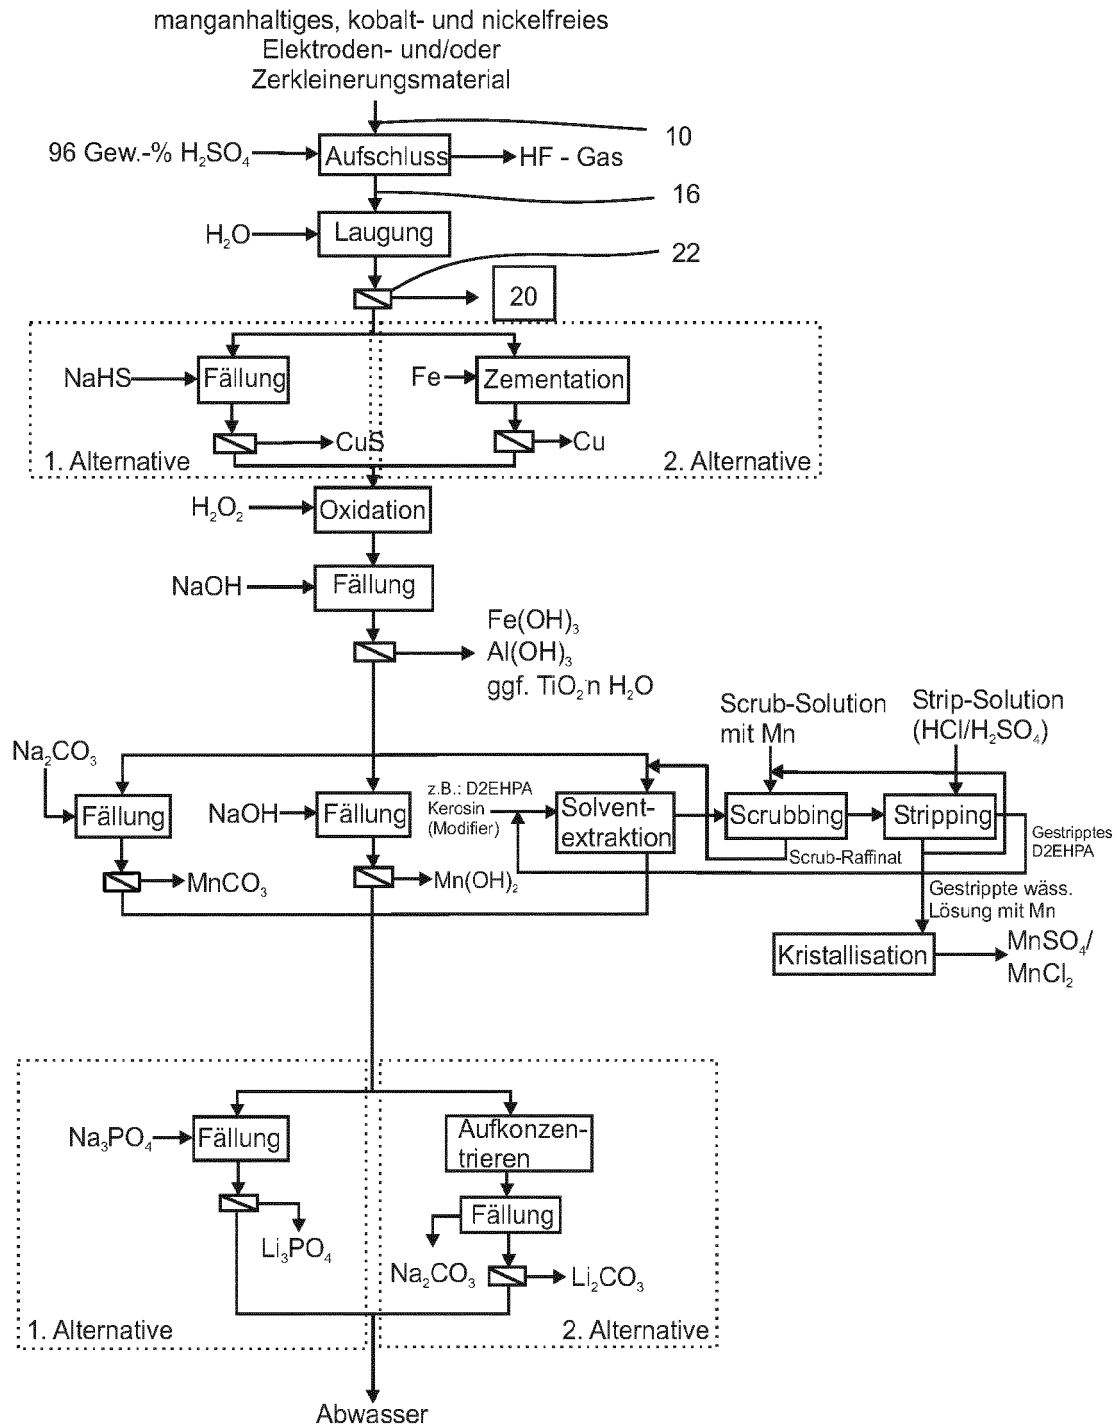 manganhaltiges, kobalt- und nickelfreies
Elektroden- und/oder
Zerkleinerungsmaterial
10
96 Gew.-% H₂SO₄
Aufschluss
HF - Gas
16
H₂O
Laugung
22
20
NaHS
Fällung
Fe
Zementation
CuS
Cu
1. Alternative
2. Alternative
H₂O₂
Oxidation
NaOH
Fällung
Fe(OH)₃
Al(OH)₃
ggf. TiO₂·n H₂O
Scrub-Solution
mit Mn
Strip-Solution
(HCl/H₂SO₄)
Na₂CO₃
Fällung
NaOH
Fällung
z.B.: D2EHPA
Kerosin
(Modifier)
Solvent-
extraktion
Scrubbing
Stripping
Gestripptes
D2EHPA
Scrub-Raffinat
MnCO₃
Mn(OH)₂
Gestrippte wäss.
Lösung mit Mn
Kristallisation
MnSO₄/
MnCl₂
Na₃PO₄
Fällung
Aufkonzen-
trieren
Fällung
Li₃PO₄
Na₂CO₃
Li₂CO₃
1. Alternative
2. Alternative
Abwasser